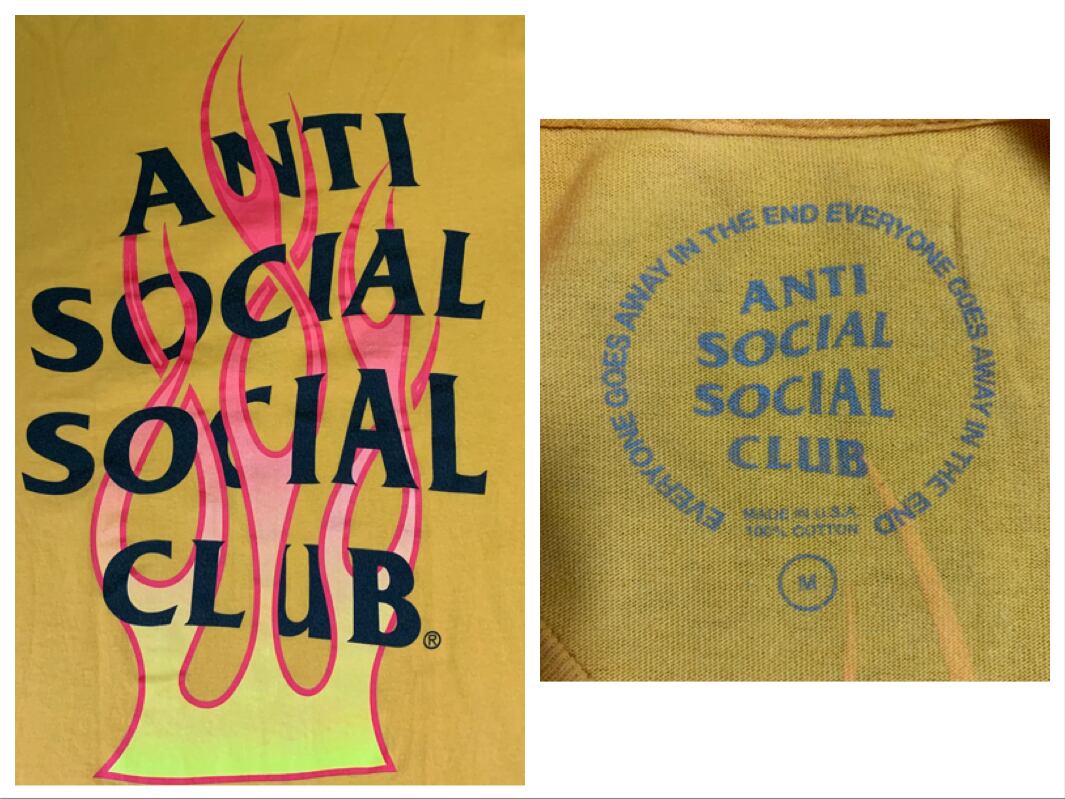 ANTI
SOCIAL
SOCIAL
CLUB®
EVERYONE GOES AWAY IN THE END EVERYONE GOES AWAY IN THE END
ANTI
SOCIAL
SOCIAL
CLUB
MADE IN U.S.A.
100% COTTON
M